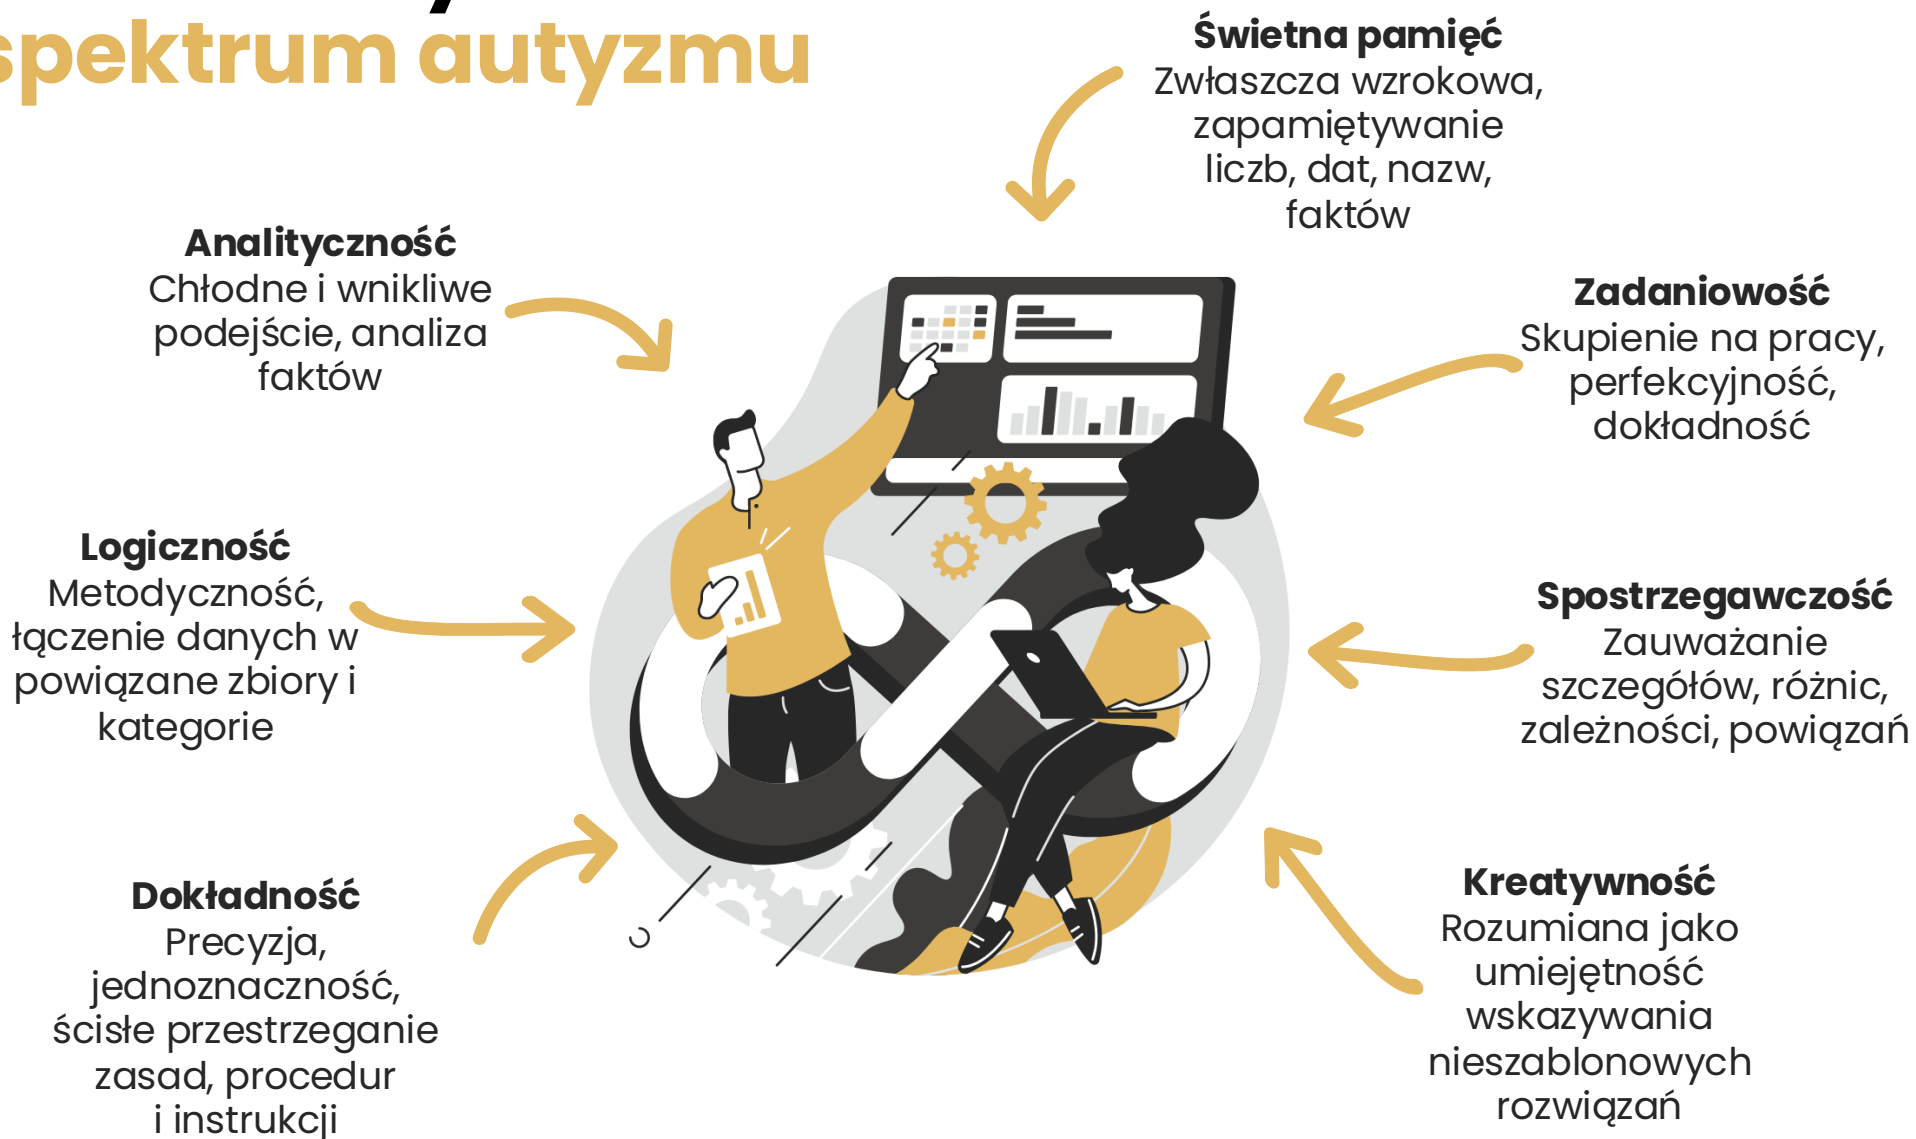 spektrum autyzmu
Świetna pamięć
Zwłaszcza wzrokowa,
zapamiętywanie
liczb, dat, nazw,
faktów
Analityczność
Chłodne i wnikliwe
podejście, analiza
faktów
Zadaniowość
Skupienie na pracy,
perfekcyjność,
dokładność
Logiczność
Metodyczność,
łączenie danych w
powiązane zbiory i
kategorie
Spostrzegawczość
Zauważanie
szczegółów, różnic,
zależności, powiązań
Dokładność
Precyzja,
jednoznaczność,
ścisłe przestrzeganie
zasad, procedur
i instrukcji
Kreatywność
Rozumiana jako
umiejętność
wskazywania
nieszablonowych
rozwiązań